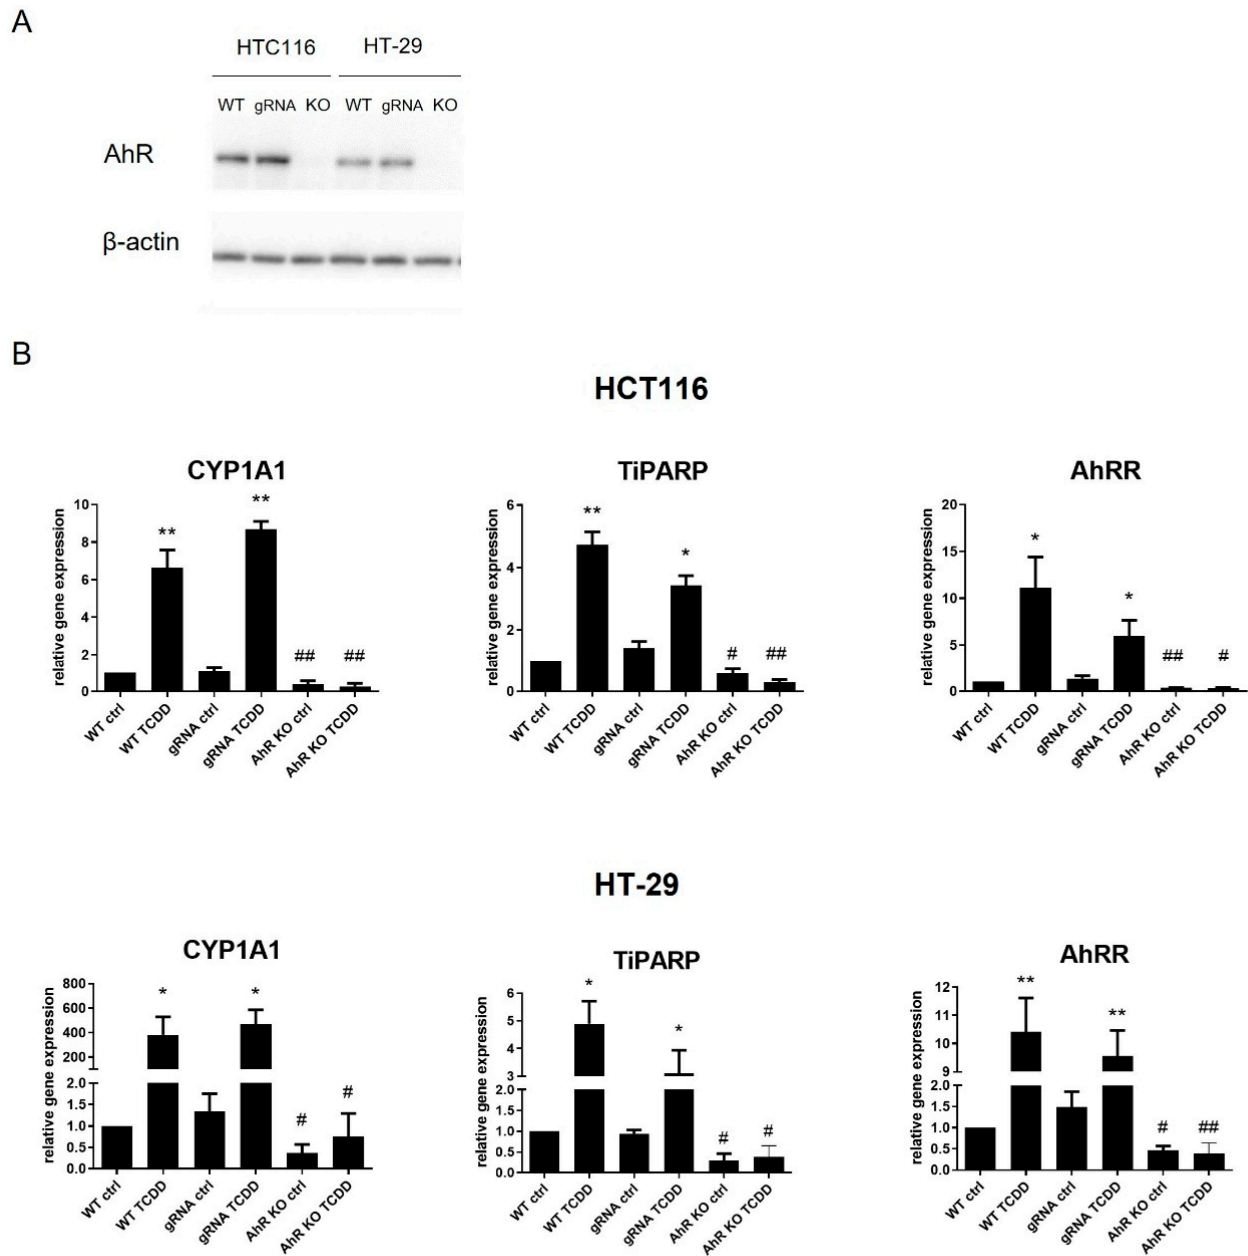 A
HTC116 HT-29
WT gRNA KO WT gRNA KO
AhR
β-actin
B
HCT116
CYP1A1
relative gene expression
10
8
6
4
2
0
** ** ## ##
WT ctrl
WT TCDD
gRNA ctrl
gRNA TCDD
AhR KO ctrl
AhR KO TCDD
TiPARP
relative gene expression
6
4
2
0
** * # ##
WT ctrl
WT TCDD
gRNA ctrl
gRNA TCDD
AhR KO ctrl
AhR KO TCDD
AhRR
relative gene expression
20
15
10
5
0
* * ## #
WT ctrl
WT TCDD
gRNA ctrl
gRNA TCDD
AhR KO ctrl
AhR KO TCDD
HT-29
CYP1A1
relative gene expression
800
600
400
200
2.0
1.5
1.0
0.5
0.0
* * # #
WT ctrl
WT TCDD
gRNA ctrl
gRNA TCDD
AhR KO ctrl
AhR KO TCDD
TiPARP
relative gene expression
6
5
4
3
2.0
1.5
1.0
0.5
0.0
* * # #
WT ctrl
WT TCDD
gRNA ctrl
gRNA TCDD
AhR KO ctrl
AhR KO TCDD
AhRR
relative gene expression
12
11
10
9
2.0
1.5
1.0
0.5
0.0
** ** # ##
WT ctrl
WT TCDD
gRNA ctrl
gRNA TCDD
AhR KO ctrl
AhR KO TCDD